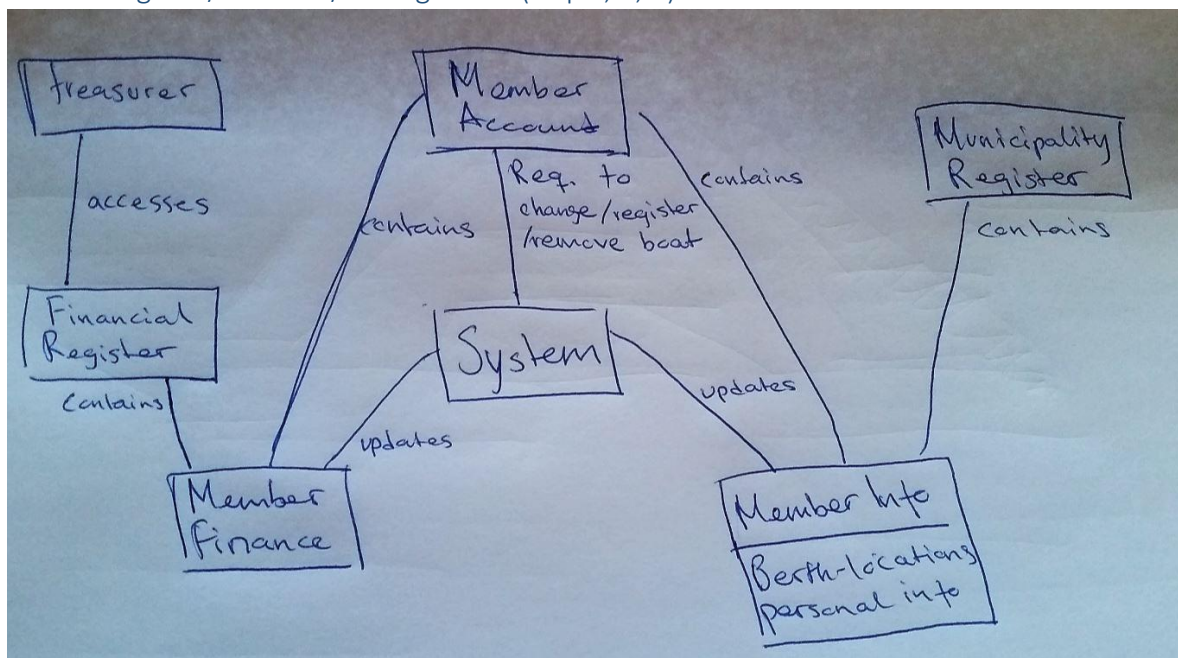 treasurer
Member
Account
Municipality
Register
accesses
Req. to
change/register
/remove boat
contains
contains
contains
Financial
Register
System
contains
updates
updates
Member
Finance
Member Info
Berth-locations
personal info